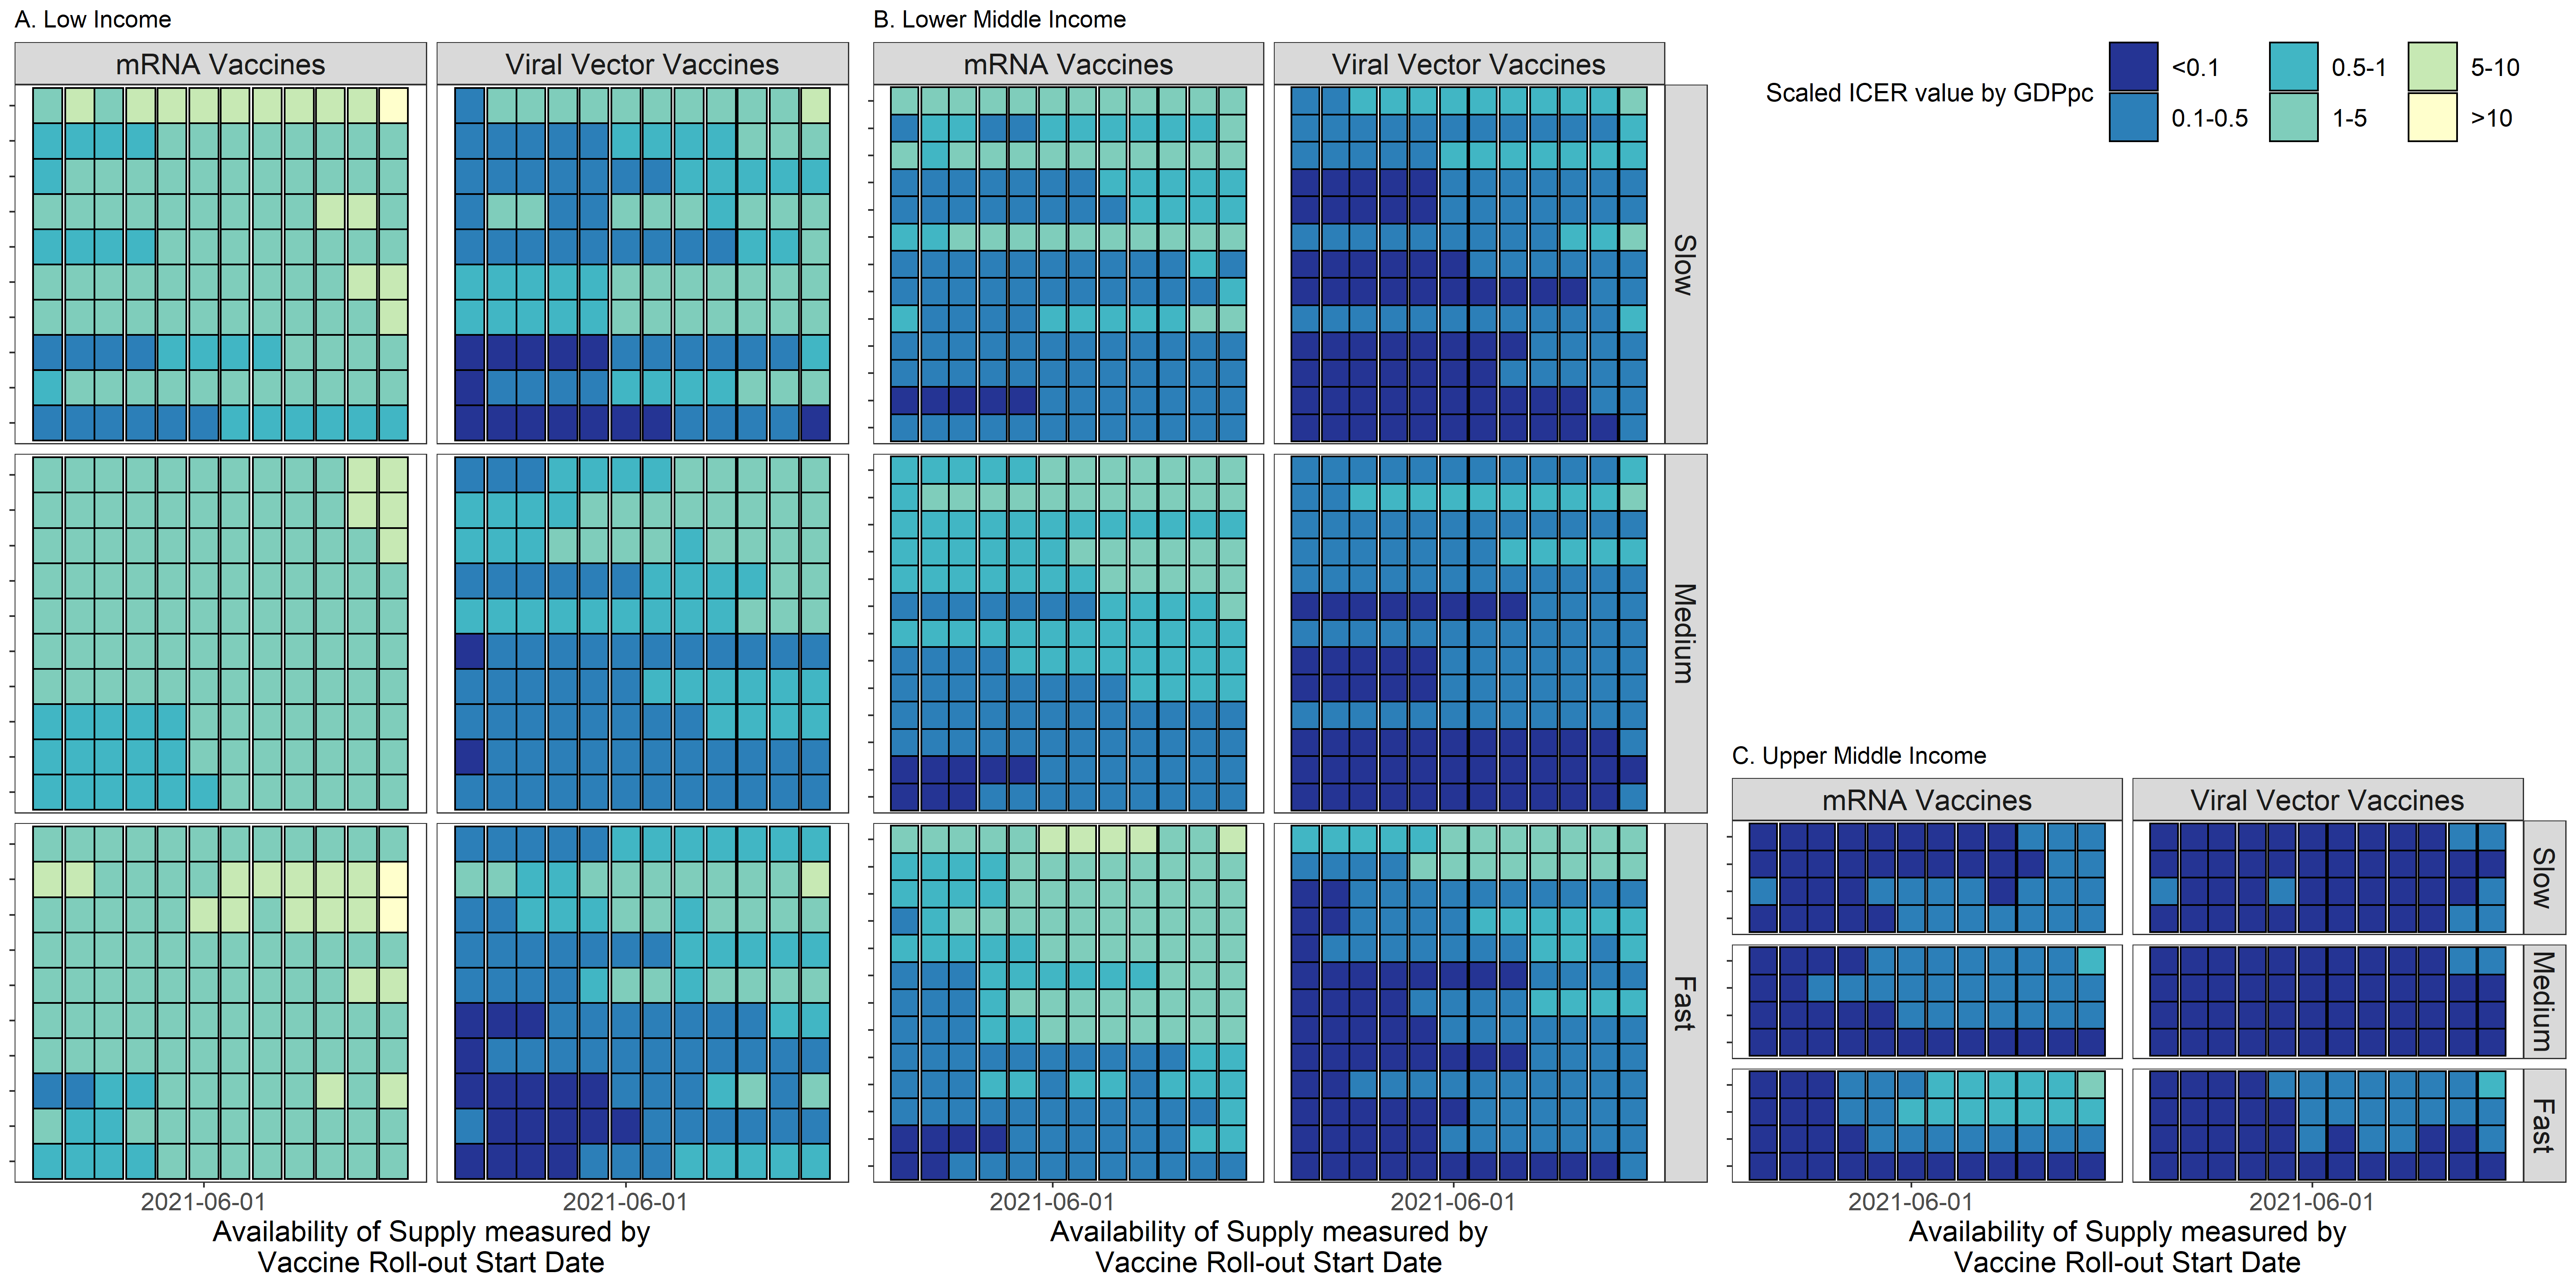 A. Low Income
B. Lower Middle Income
mRNA Vaccines
Viral Vector Vaccines
mRNA Vaccines
Viral Vector Vaccines
Scaled ICER value by GDPpc
<0.1
0.5-1
5-10
0.1-0.5
1-5
>10
Slow
Medium
Fast
C. Upper Middle Income
mRNA Vaccines
Viral Vector Vaccines
Slow
Medium
Fast
2021-06-01
2021-06-01
2021-06-01
2021-06-01
2021-06-01
2021-06-01
Availability of Supply measured by
Vaccine Roll-out Start Date
Availability of Supply measured by
Vaccine Roll-out Start Date
Availability of Supply measured by
Vaccine Roll-out Start Date